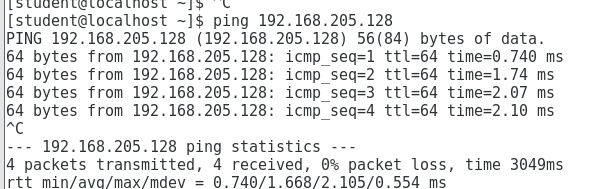 [student@localhost ~]$ ^C
[student@localhost ~]$ ping 192.168.205.128
PING 192.168.205.128 (192.168.205.128) 56(84) bytes of data.
64 bytes from 192.168.205.128: icmp_seq=1 ttl=64 time=0.740 ms
64 bytes from 192.168.205.128: icmp_seq=2 ttl=64 time=1.74 ms
64 bytes from 192.168.205.128: icmp_seq=3 ttl=64 time=2.07 ms
64 bytes from 192.168.205.128: icmp_seq=4 ttl=64 time=2.10 ms
^C
--- 192.168.205.128 ping statistics ---
4 packets transmitted, 4 received, 0% packet loss, time 3049ms
rtt min/avg/max/mdev = 0.740/1.668/2.105/0.554 ms